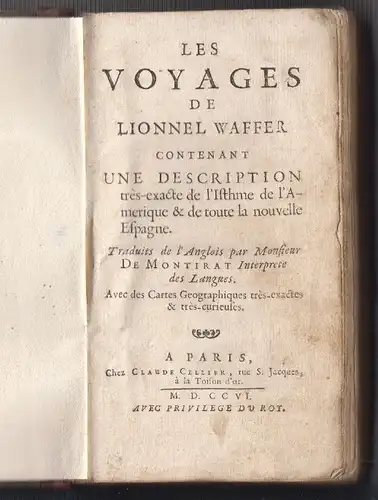 LES
VOYAGES
DE
LIONNEL WAFFER
CONTENANT
UNE DESCRIPTION
très-exacte de l'Isthme de l'A-
merique & de toute la nouvelle
Espagne.
Traduits de l'Anglois par Monsieur
DE MONTIRAT Interprete
des Langues.
Avec des Cartes Geographiques très-exactes
& très-curieuses.
A PARIS,
Chez CLAUDE CELLIER, rue S. Jacques,
à la Toison d'or.
M. D. CCVI.
AVEC PRIVILEGE DU ROY.